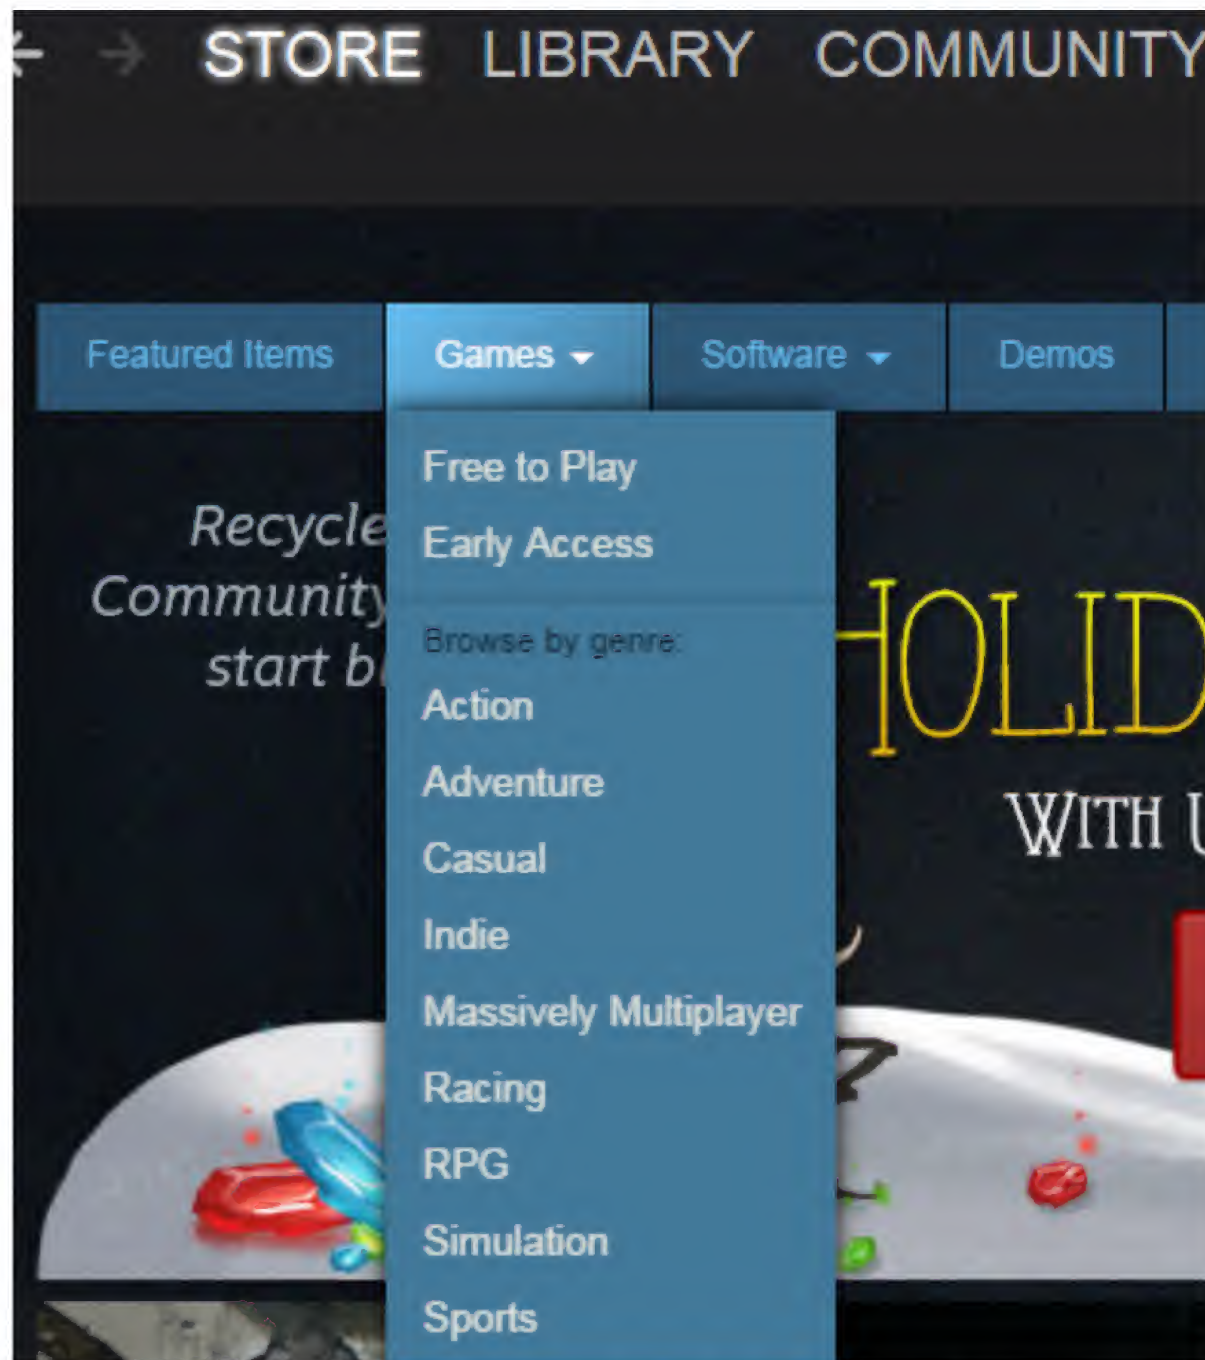 STORE LIBRARY COMMUNITY
Featured Items Games Software Demos
Free to Play
Early Access
Recycle
Community
start
Browse by genre:
Action
Adventure
Casual
Indie
Massively Multiplayer
Racing
RPG
Simulation
Sports
HOLID
WITH